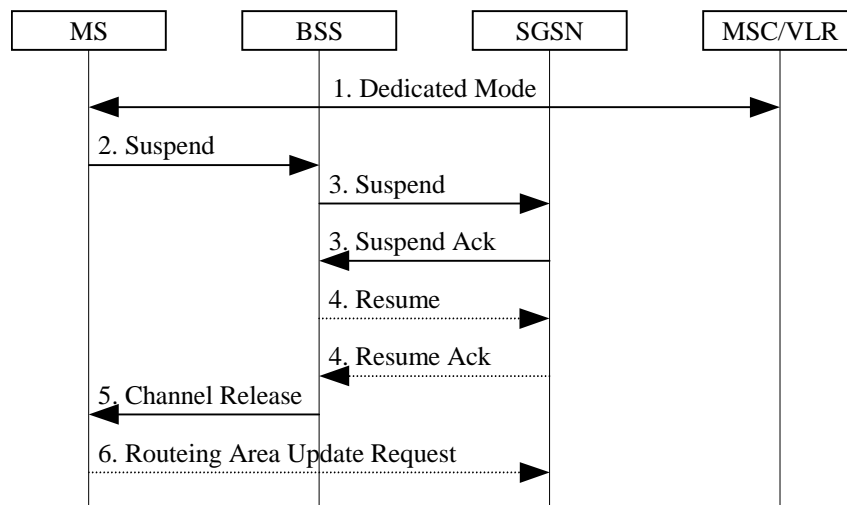 MS
BSS
SGSN
MSC/VLR
1. Dedicated Mode
2. Suspend
3. Suspend
3. Suspend Ack
4. Resume
4. Resume Ack
5. Channel Release
6. Routeing Area Update Request